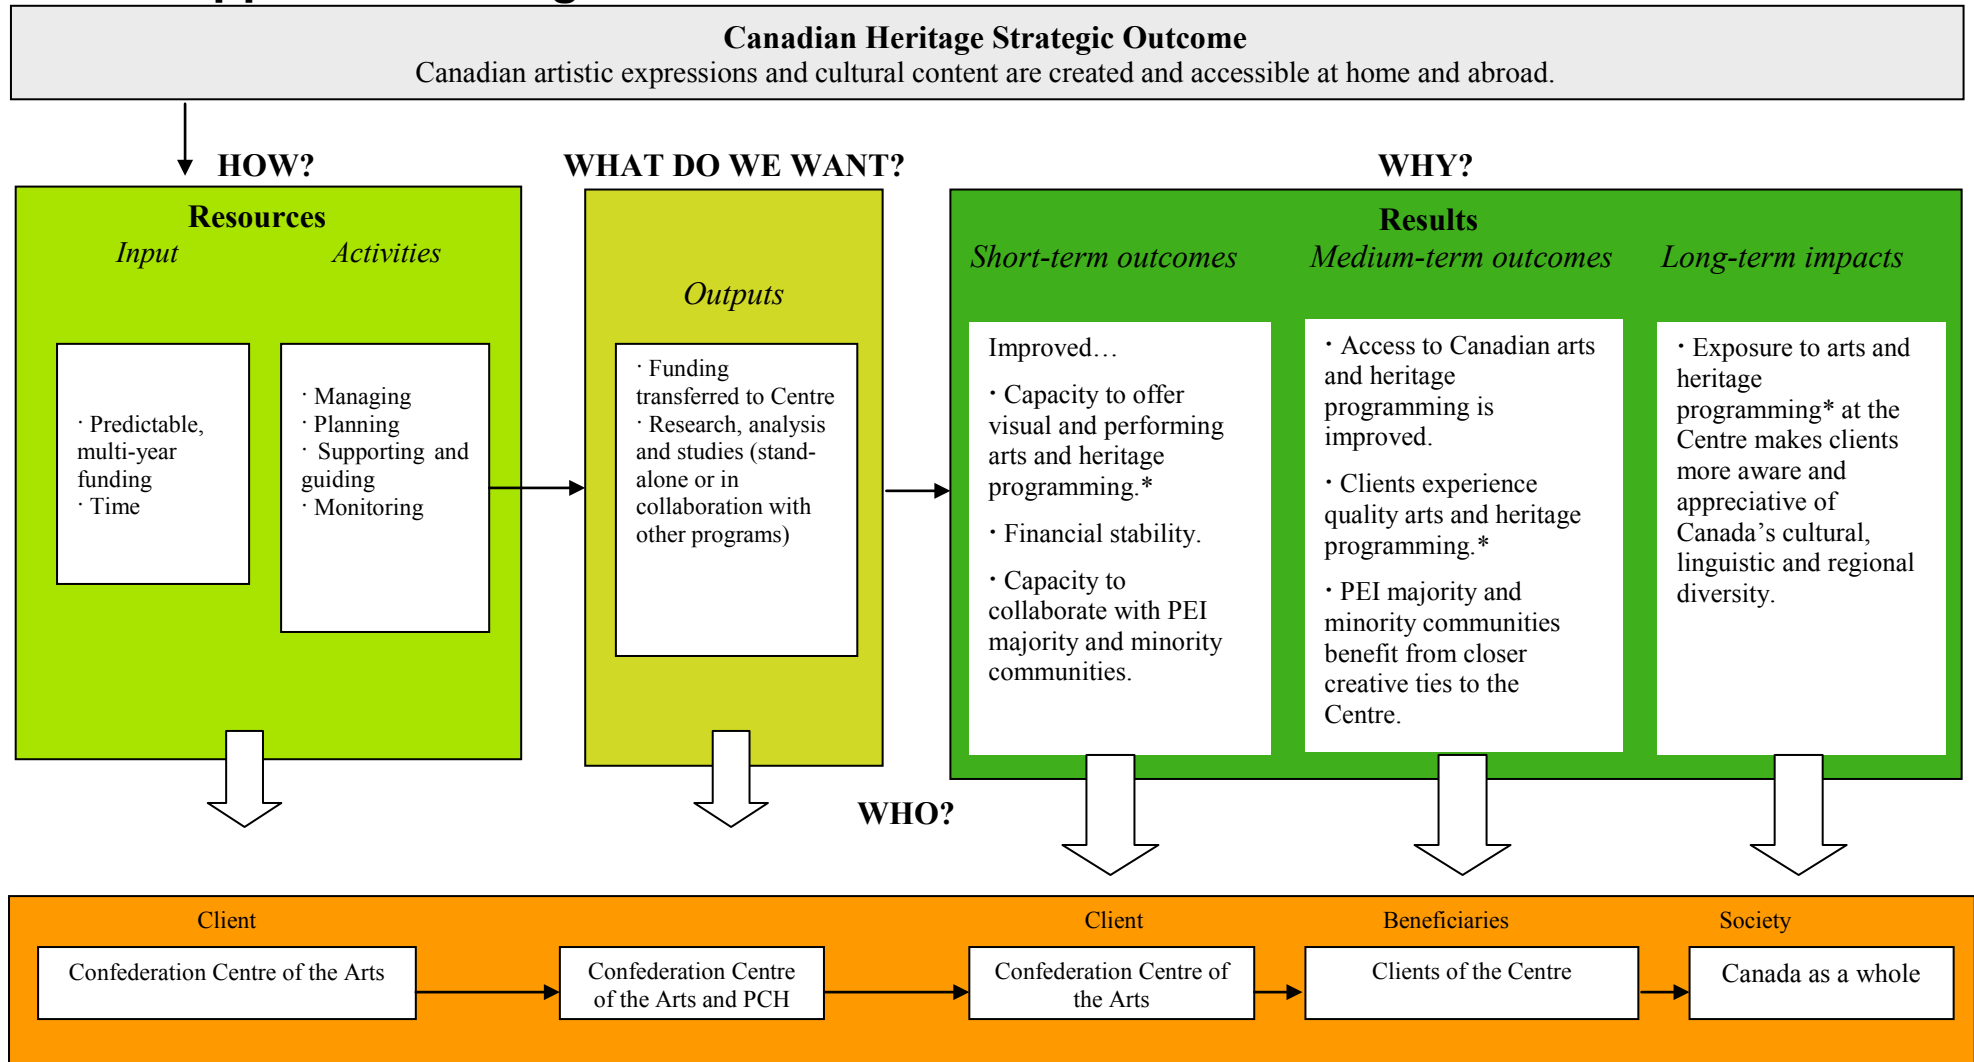 Canadian Heritage Strategic Outcome
Canadian artistic expressions and cultural content are created and accessible at home and abroad.
HOW?
WHAT DO WE WANT?
WHY?
Resources
Input
Activities
· Predictable,
multi-year
funding
· Time
· Managing
· Planning
· Supporting and
guiding
· Monitoring
Outputs
· Funding
transferred to Centre
· Research, analysis
and studies (stand-
alone or in
collaboration with
other programs)
Results
Short-term outcomes
Medium-term outcomes
Long-term impacts
Improved…
· Capacity to offer
visual and performing
arts and heritage
programming.*
· Financial stability.
· Capacity to
collaborate with PEI
majority and minority
communities.
· Access to Canadian arts
and heritage
programming is
improved.
· Clients experience
quality arts and heritage
programming.*
· PEI majority and
minority communities
benefit from closer
creative ties to the
Centre.
· Exposure to arts and
heritage
programming* at the
Centre makes clients
more aware and
appreciative of
Canada’s cultural,
linguistic and regional
diversity.
WHO?
Client
Confederation Centre of the Arts
Confederation Centre
of the Arts and PCH
Client
Confederation Centre of
the Arts
Beneficiaries
Clients of the Centre
Society
Canada as a whole